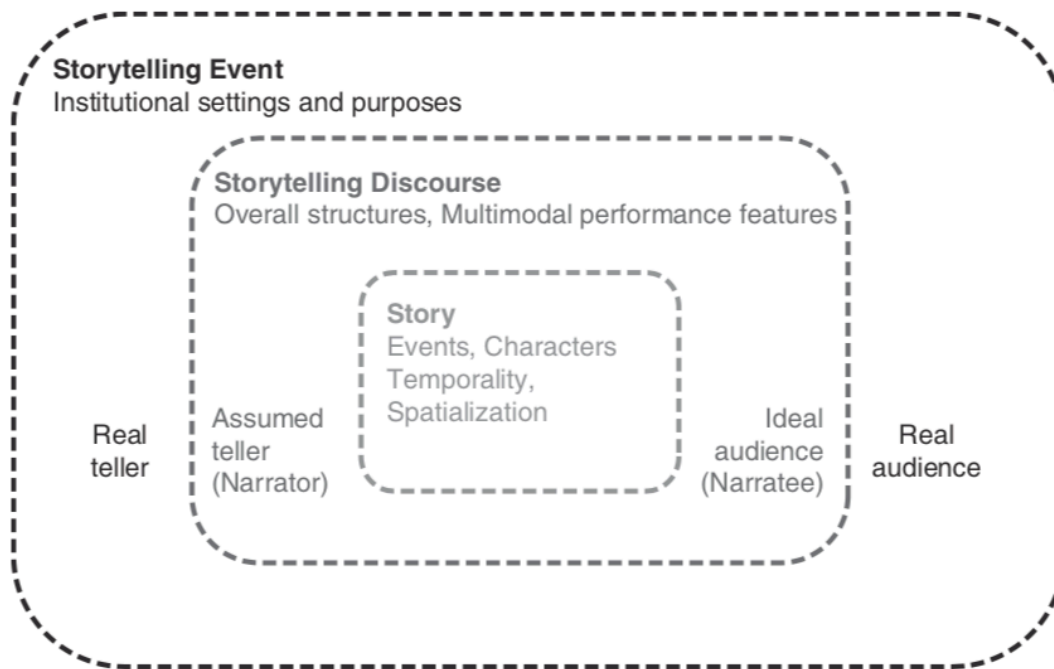 Storytelling Event
Institutional settings and purposes
Storytelling Discourse
Overall structures, Multimodal performance features
Story
Events, Characters
Temporality,
Spatialization
Real
teller
Assumed
teller
(Narrator)
Ideal
audience
(Narratee)
Real
audience